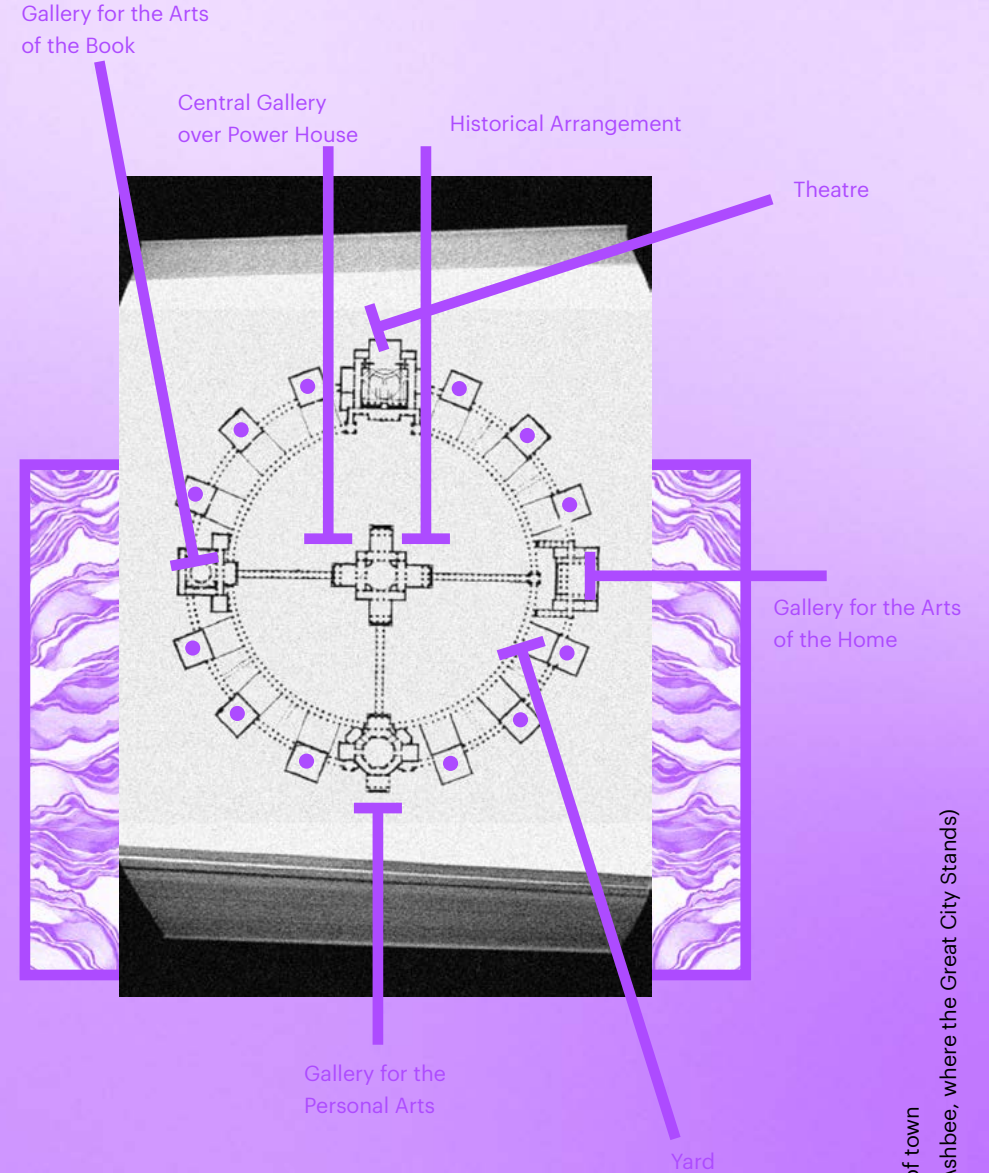 Gallery for the Arts
of the Book
Central Gallery
over Power House
Historical Arrangement
Theatre
Gallery for the Arts
of the Home
Gallery for the
Personal Arts
Yard
of town
Ashbee, where the Great City Stands)